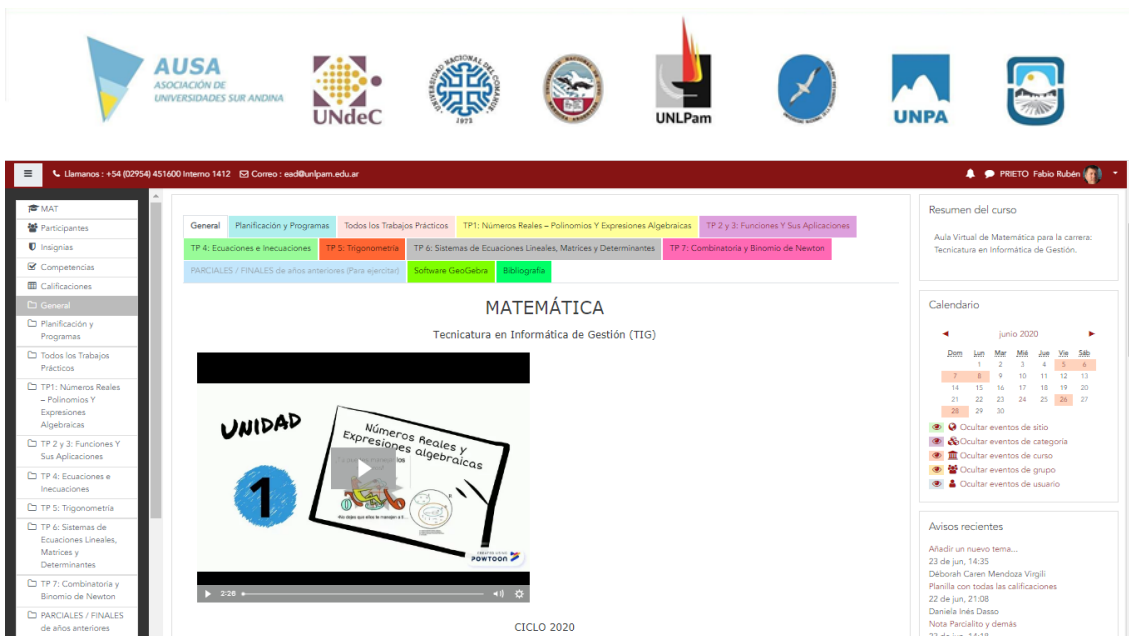 AUSA
ASOCIACIÓN DE
UNIVERSIDADES SUR ANDINA
UNdeC
UNIVERSIDAD NACIONAL DEL COMAHUE
1972
UNLPam
UNPA
Llamanos : +54 (02954) 451600 Interno 1412 Correo : ead@unlpam.edu.ar
PRIETO Fabio Rubén
MAT
Participantes
Insignias
Competencias
Calificaciones
General
Planificación y
Programas
Todos los Trabajos
Prácticos
TP1: Números Reales
– Polinomios Y
Expresiones
Algebraicas
TP 2 y 3: Funciones Y
Sus Aplicaciones
TP 4: Ecuaciones e
Inecuaciones
TP 5: Trigonometría
TP 6: Sistemas de
Ecuaciones Lineales,
Matrices y
Determinantes
TP 7: Combinatoria y
Binomio de Newton
PARCIALES / FINALES
de años anteriores
General Planificación y Programas Todos los Trabajos Prácticos TP1: Números Reales – Polinomios Y Expresiones Algebraicas TP 2 y 3: Funciones Y Sus Aplicaciones
TP 4: Ecuaciones e Inecuaciones TP 5: Trigonometría TP 6: Sistemas de Ecuaciones Lineales, Matrices y Determinantes TP 7: Combinatoria y Binomio de Newton
PARCIALES / FINALES de años anteriores (Para ejercitar) Software GeoGebra Bibliografía
MATEMÁTICA
Tecnicatura en Informática de Gestión (TIG)
UNIDAD
1
Números Reales y
Expresiones algebraicas
POWTOON
2:26
CICLO 2020
Resumen del curso
Aula Virtual de Matemática para la carrera:
Tecnicatura en Informática de Gestión.
Calendario
◄ junio 2020 ►
Dom Lun Mar Mié Jue Vie Sáb
1 2 3 4 5 6
7 8 9 10 11 12 13
14 15 16 17 18 19 20
21 22 23 24 25 26 27
28 29 30
Ocultar eventos de sitio
Ocultar eventos de categoría
Ocultar eventos de curso
Ocultar eventos de grupo
Ocultar eventos de usuario
Avisos recientes
Añadir un nuevo tema...
23 de jun, 14:35
Déborah Caren Mendoza Virgili
Planilla con todas las calificaciones
22 de jun, 21:08
Daniela Inés Dasso
Nota Parcialito y demás